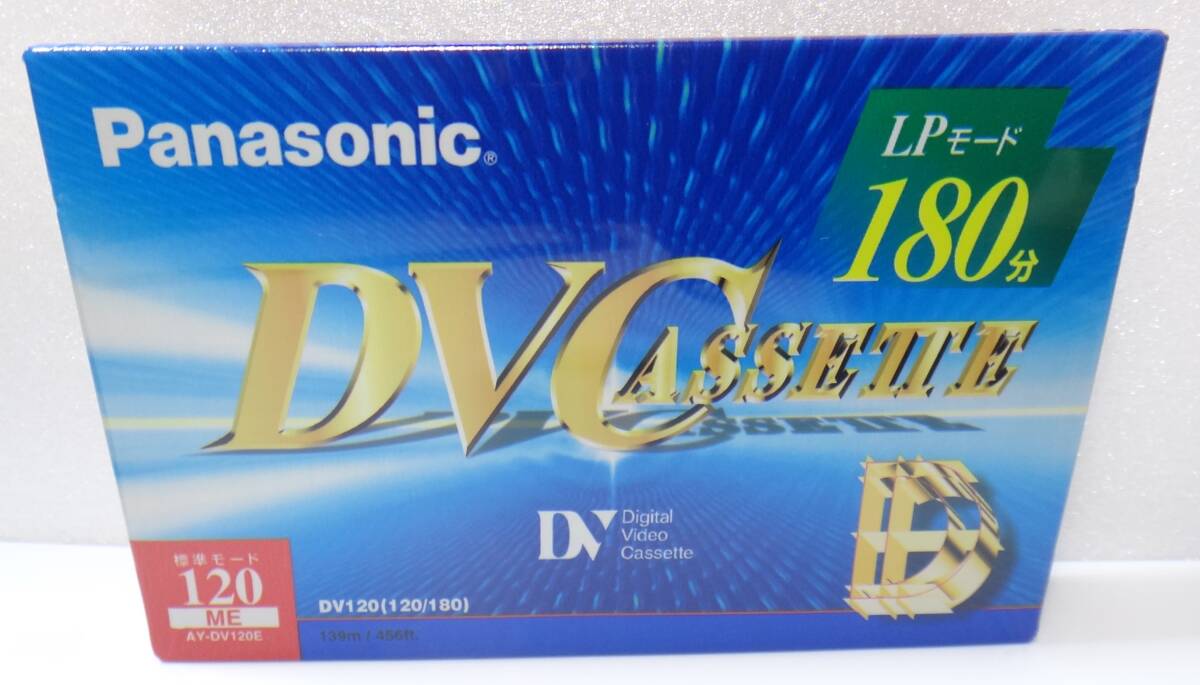 Panasonic®
LPモード
180分
DVCASSETTE
DV Digital
Video
Cassette
標準モード
120
ME
AY-DV120E
DV120(120/180)
139m / 456ft.